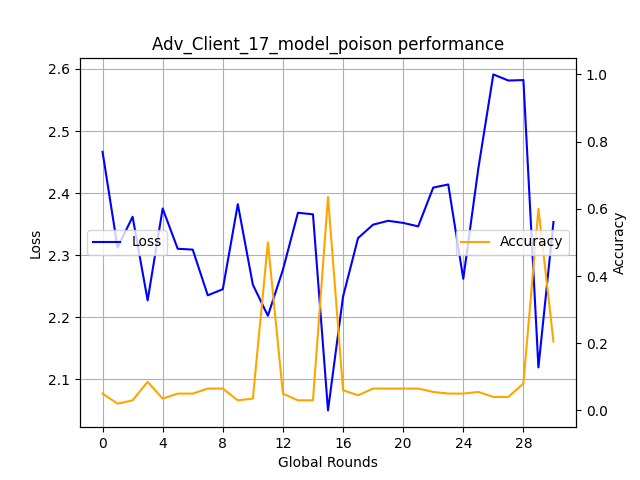 Adv_Client_17_model_poison performance
2.6
2.5
2.4
2.3
2.2
2.1
Loss
Loss
Accuracy
1.0
0.8
0.6
0.4
0.2
0.0
Accuracy
0 4 8 12 16 20 24 28
Global Rounds